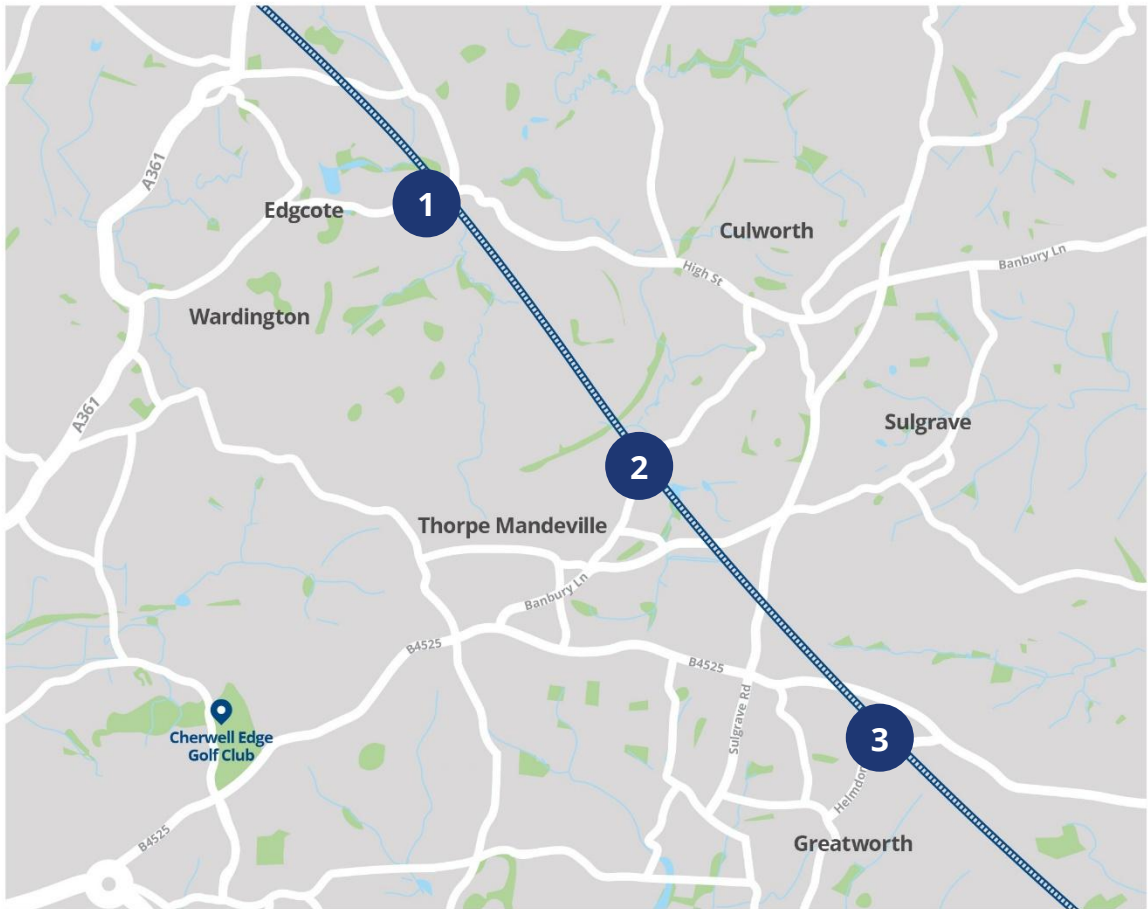 A361
1
Edgcote
Culworth
High St
Banbury Ln
Wardington
A361
Sulgrave
2
Thorpe Mandeville
Banbury Ln
B4525
B4525
Sulgrave Rd
Cherwell Edge
Golf Club
3
Helmdon
B4525
Greatworth